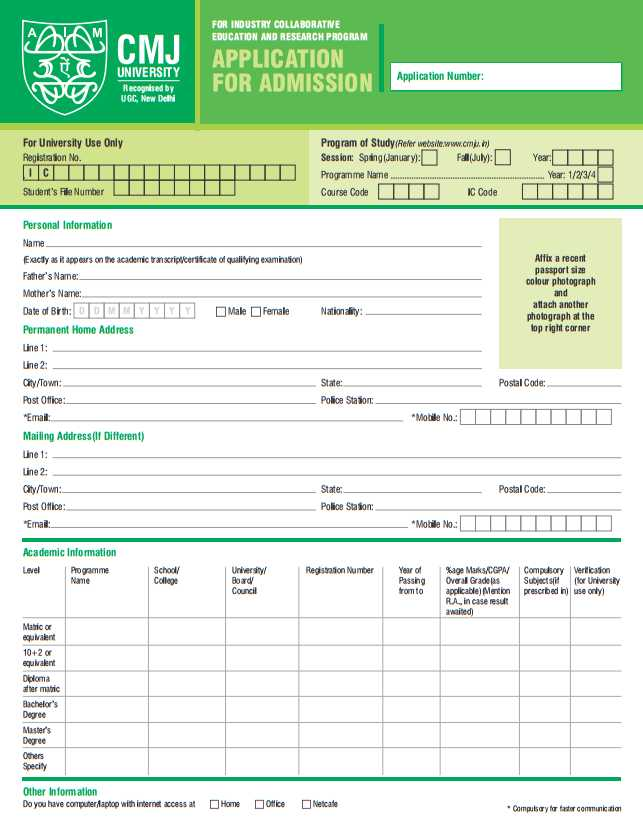 A I M
ऐं
CMJ
UNIVERSITY
Recognised by
UGC, New Delhi
FOR INDUSTRY COLLABORATIVE
EDUCATION AND RESEARCH PROGRAM
APPLICATION
FOR ADMISSION
Application Number:
For University Use Only
Registration No.
I C
Student's File Number
Program of Study(Refer website:www.cmju.in)
Session: Spring(January): Fall(July): Year:
Programme Name Year: 1/2/3/4
Course Code IC Code
Personal Information
Name
(Exactly as it appears on the academic transcript/certificate of qualifying examination)
Father's Name:
Mother's Name:
Date of Birth: D D M M Y Y Y Y Male Female Nationality:
Affix a recent
passport size
colour photograph
and
attach another
photograph at the
top right corner
Permanent Home Address
Line 1:
Line 2:
City/Town: State: Postal Code:
Post Office: Police Station:
*Email: *Mobile No.:
Mailing Address(If Different)
Line 1:
Line 2:
City/Town: State: Postal Code:
Post Office: Police Station:
*Email: *Mobile No.:
Academic Information
Level Programme School/ University/ Registration Number Year of %age Marks/CGPA/ Compulsory Verification
Name College Board/ Passing Overall Grade(as Subjects(if (for University
Council from to applicable)(Mention prescribed in) use only)
R.A., in case result
awaited)
Matric or
equivalent
10+2 or
equivalent
Diploma
after matric
Bachelor's
Degree
Master's
Degree
Others
Specify
Other Information
Do you have computer/laptop with internet access at Home Office Netcafe
* Compulsory for faster communication